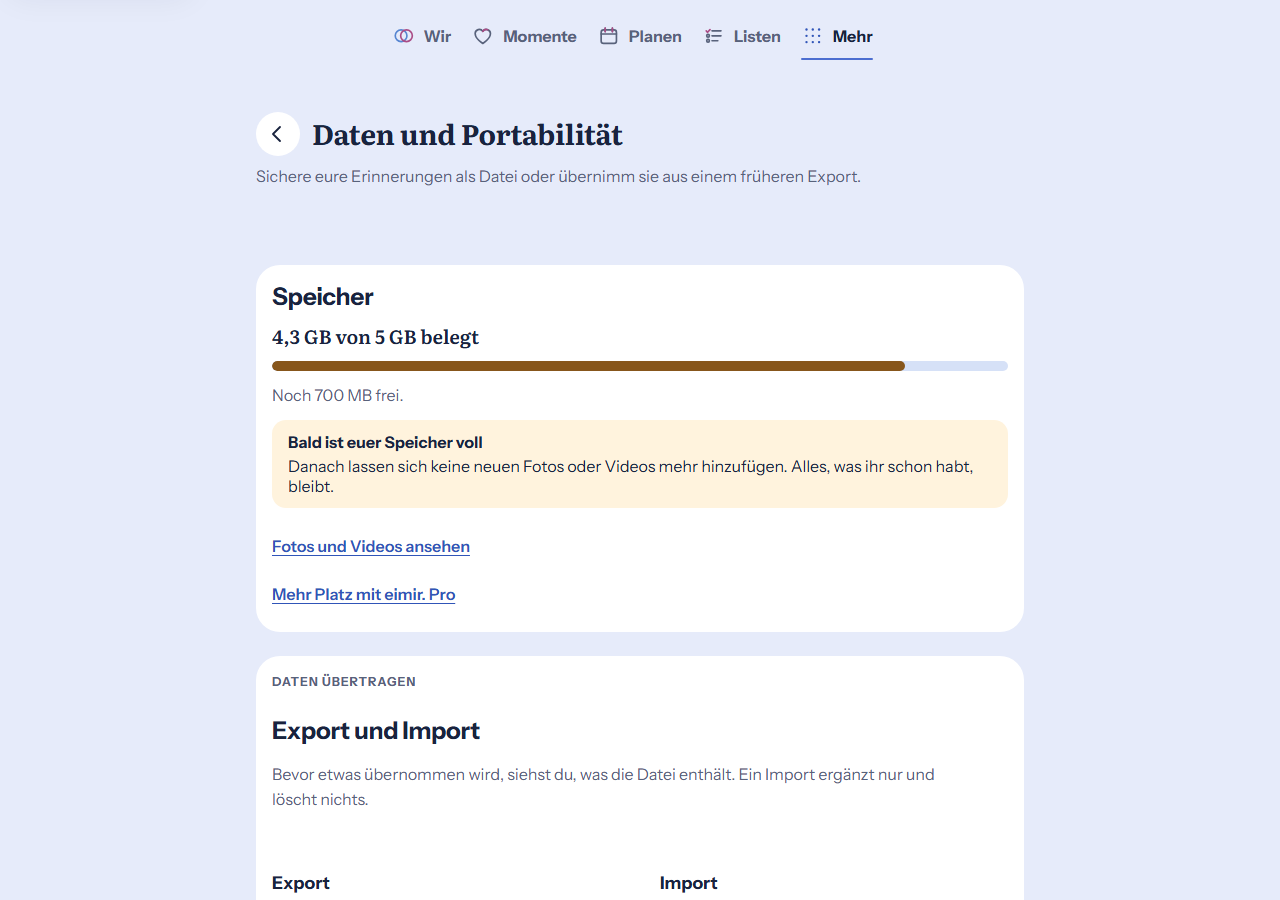 Wir
Momente
Planen
Listen
Mehr
Daten und Portabilität
Sichere eure Erinnerungen als Datei oder übernimm sie aus einem früheren Export.
Speicher
4,3 GB von 5 GB belegt
Noch 700 MB frei.
Bald ist euer Speicher voll
Danach lassen sich keine neuen Fotos oder Videos mehr hinzufügen. Alles, was ihr schon habt,
bleibt.
Fotos und Videos ansehen
Mehr Platz mit eimir. Pro
DATEN ÜBERTRAGEN
Export und Import
Bevor etwas übernommen wird, siehst du, was die Datei enthält. Ein Import ergänzt nur und
löscht nichts.
Export
Import